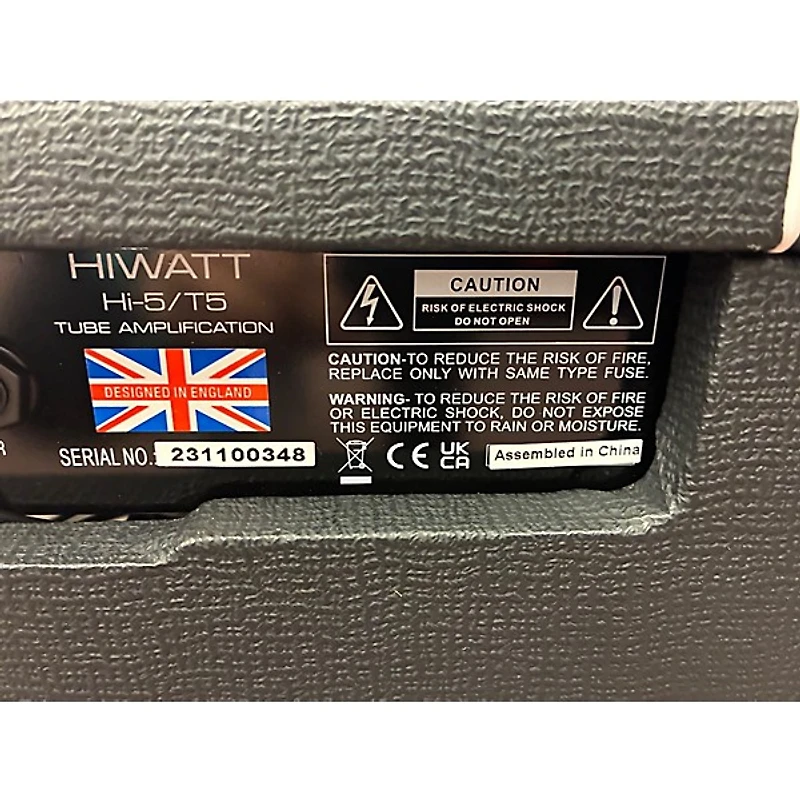 HIWATT
Hi-5/T5
TUBE AMPLIFICATION
DESIGNED IN ENGLAND
R
SERIAL NO.: 231100348
CAUTION
RISK OF ELECTRIC SHOCK
DO NOT OPEN
CAUTION-TO REDUCE THE RISK OF FIRE,
REPLACE ONLY WITH SAME TYPE FUSE.
WARNING- TO REDUCE THE RISK OF FIRE
OR ELECTRIC SHOCK, DO NOT EXPOSE
THIS EQUIPMENT TO RAIN OR MOISTURE.
CE UK
CA
Assembled in China